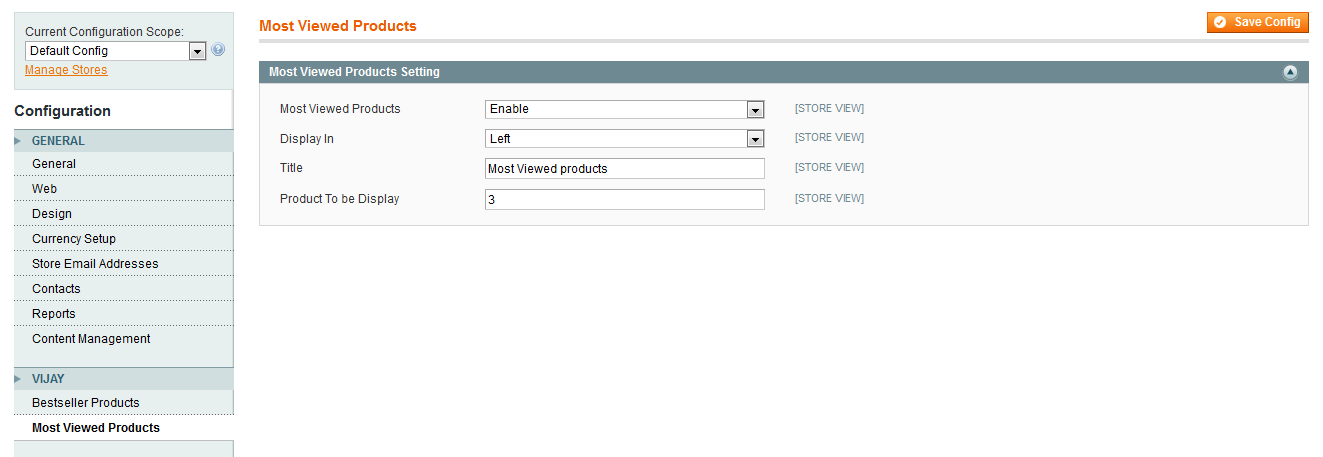 Current Configuration Scope:
Default Config
Manage Stores
Configuration
GENERAL
General
Web
Design
Currency Setup
Store Email Addresses
Contacts
Reports
Content Management
VIJAY
Bestseller Products
Most Viewed Products
Most Viewed Products
Save Config
Most Viewed Products Setting
Most Viewed Products Enable [STORE VIEW]
Display In Left [STORE VIEW]
Title Most Viewed products [STORE VIEW]
Product To be Display 3 [STORE VIEW]